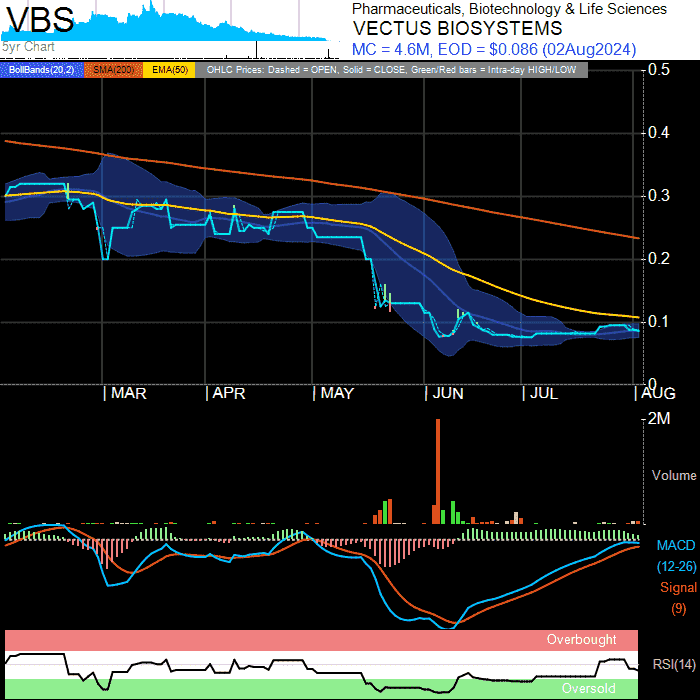 VBS
5yr Chart
Pharmaceuticals, Biotechnology & Life Sciences
VECTUS BIOSYSTEMS
MC = 4.6M, EOD = $0.086 (02Aug2024)
BollBands(20,2) SMA(200) EMA(50) OHLC Prices: Dashed = OPEN, Solid = CLOSE, Green/Red bars = Intra-day HIGH/LOW
0.5
0.4
0.3
0.2
0.1
0
MAR APR MAY JUN JUL AUG
2M
Volume
MACD
(12-26)
Signal
(9)
Overbought
RSI(14)
Oversold